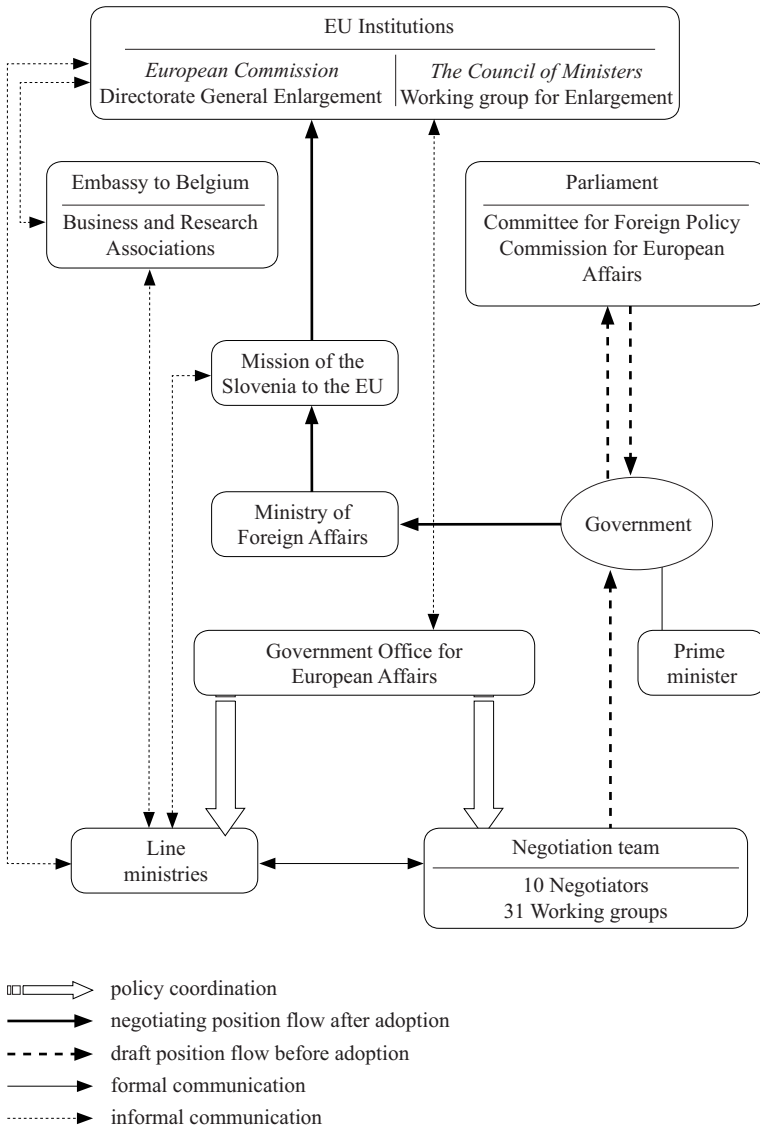 EU Institutions
European Commission
Directorate General Enlargement
The Council of Ministers
Working group for Enlargement
Embassy to Belgium
Business and Research
Associations
Parliament
Committee for Foreign Policy
Commission for European
Affairs
Mission of the
Slovenia to the EU
Ministry of
Foreign Affairs
Government
Government Office for
European Affairs
Prime
minister
Line
ministries
Negotiation team
10 Negotiators
31 Working groups
policy coordination
negotiating position flow after adoption
draft position flow before adoption
formal communication
informal communication